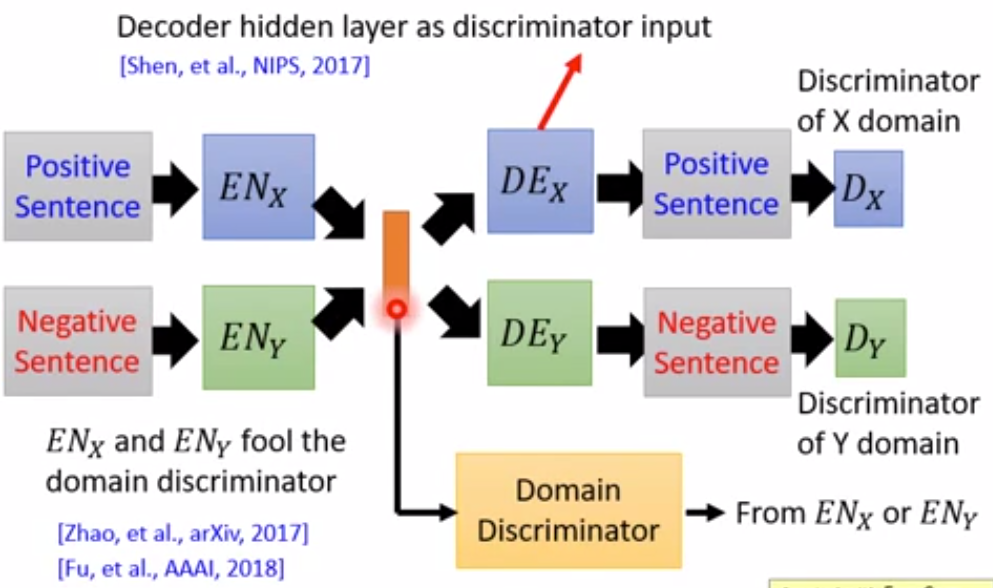 Decoder hidden layer as discriminator input
[Shen, et al., NIPS, 2017]
Discriminator
of X domain
Positive
Sentence
EN_X
DE_X
Positive
Sentence
D_X
Negative
Sentence
EN_Y
DE_Y
Negative
Sentence
D_Y
Discriminator
of Y domain
EN_X and EN_Y fool the
domain discriminator
[Zhao, et al., arXiv, 2017]
[Fu, et al., AAAI, 2018]
Domain
Discriminator
From EN_X or EN_Y